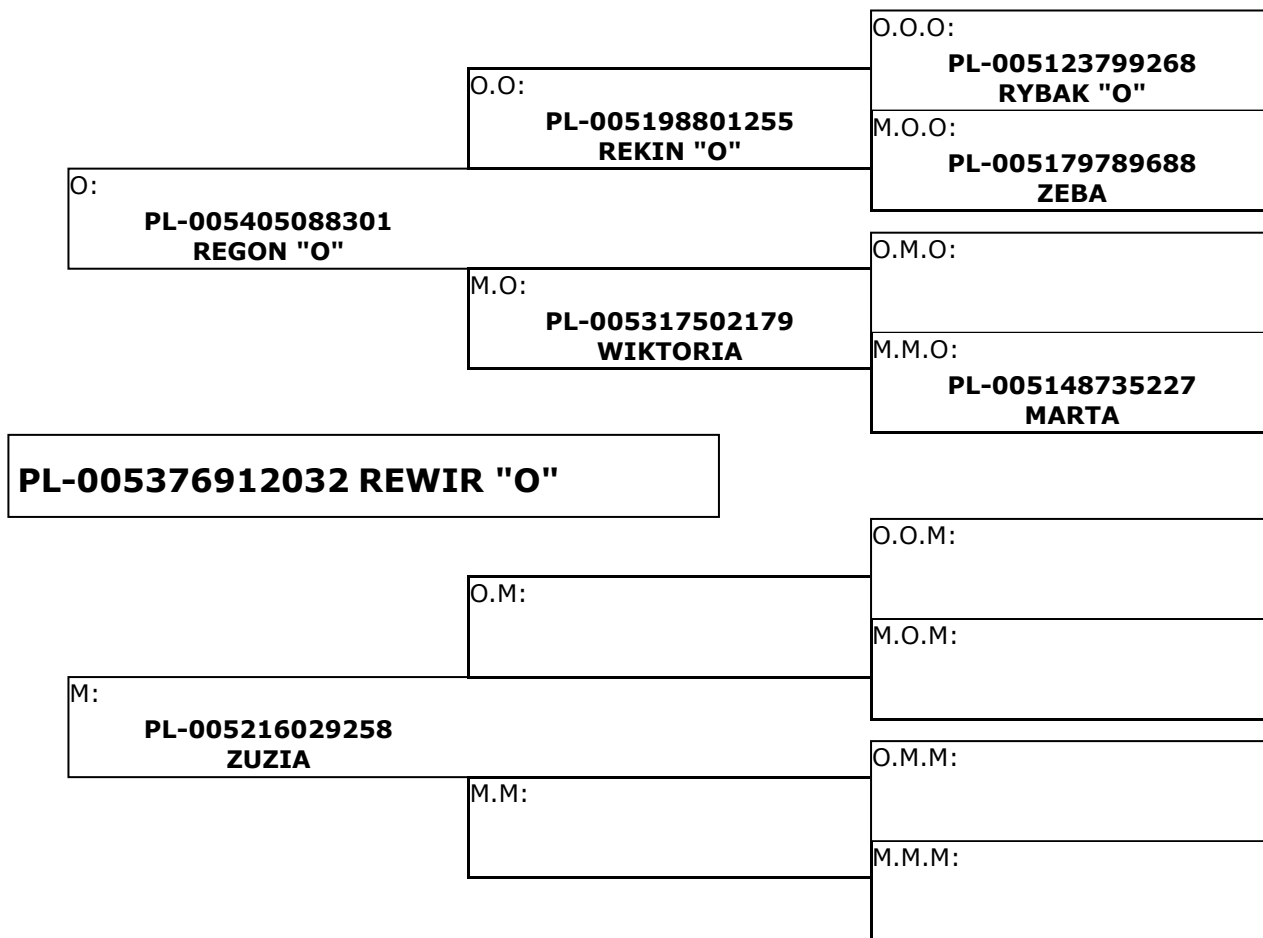 O.O.O:
PL-005123799268
RYBAK "O"
O.O:
PL-005198801255
REKIN "O"
M.O.O:
PL-005179789688
ZEBA
O:
PL-005405088301
REGON "O"
O.M.O:
M.O:
PL-005317502179
WIKTORIA
M.M.O:
PL-005148735227
MARTA
PL-005376912032 REWIR "O"
O.O.M:
O.M:
M.O.M:
M:
PL-005216029258
ZUZIA
O.M.M:
M.M:
M.M.M: